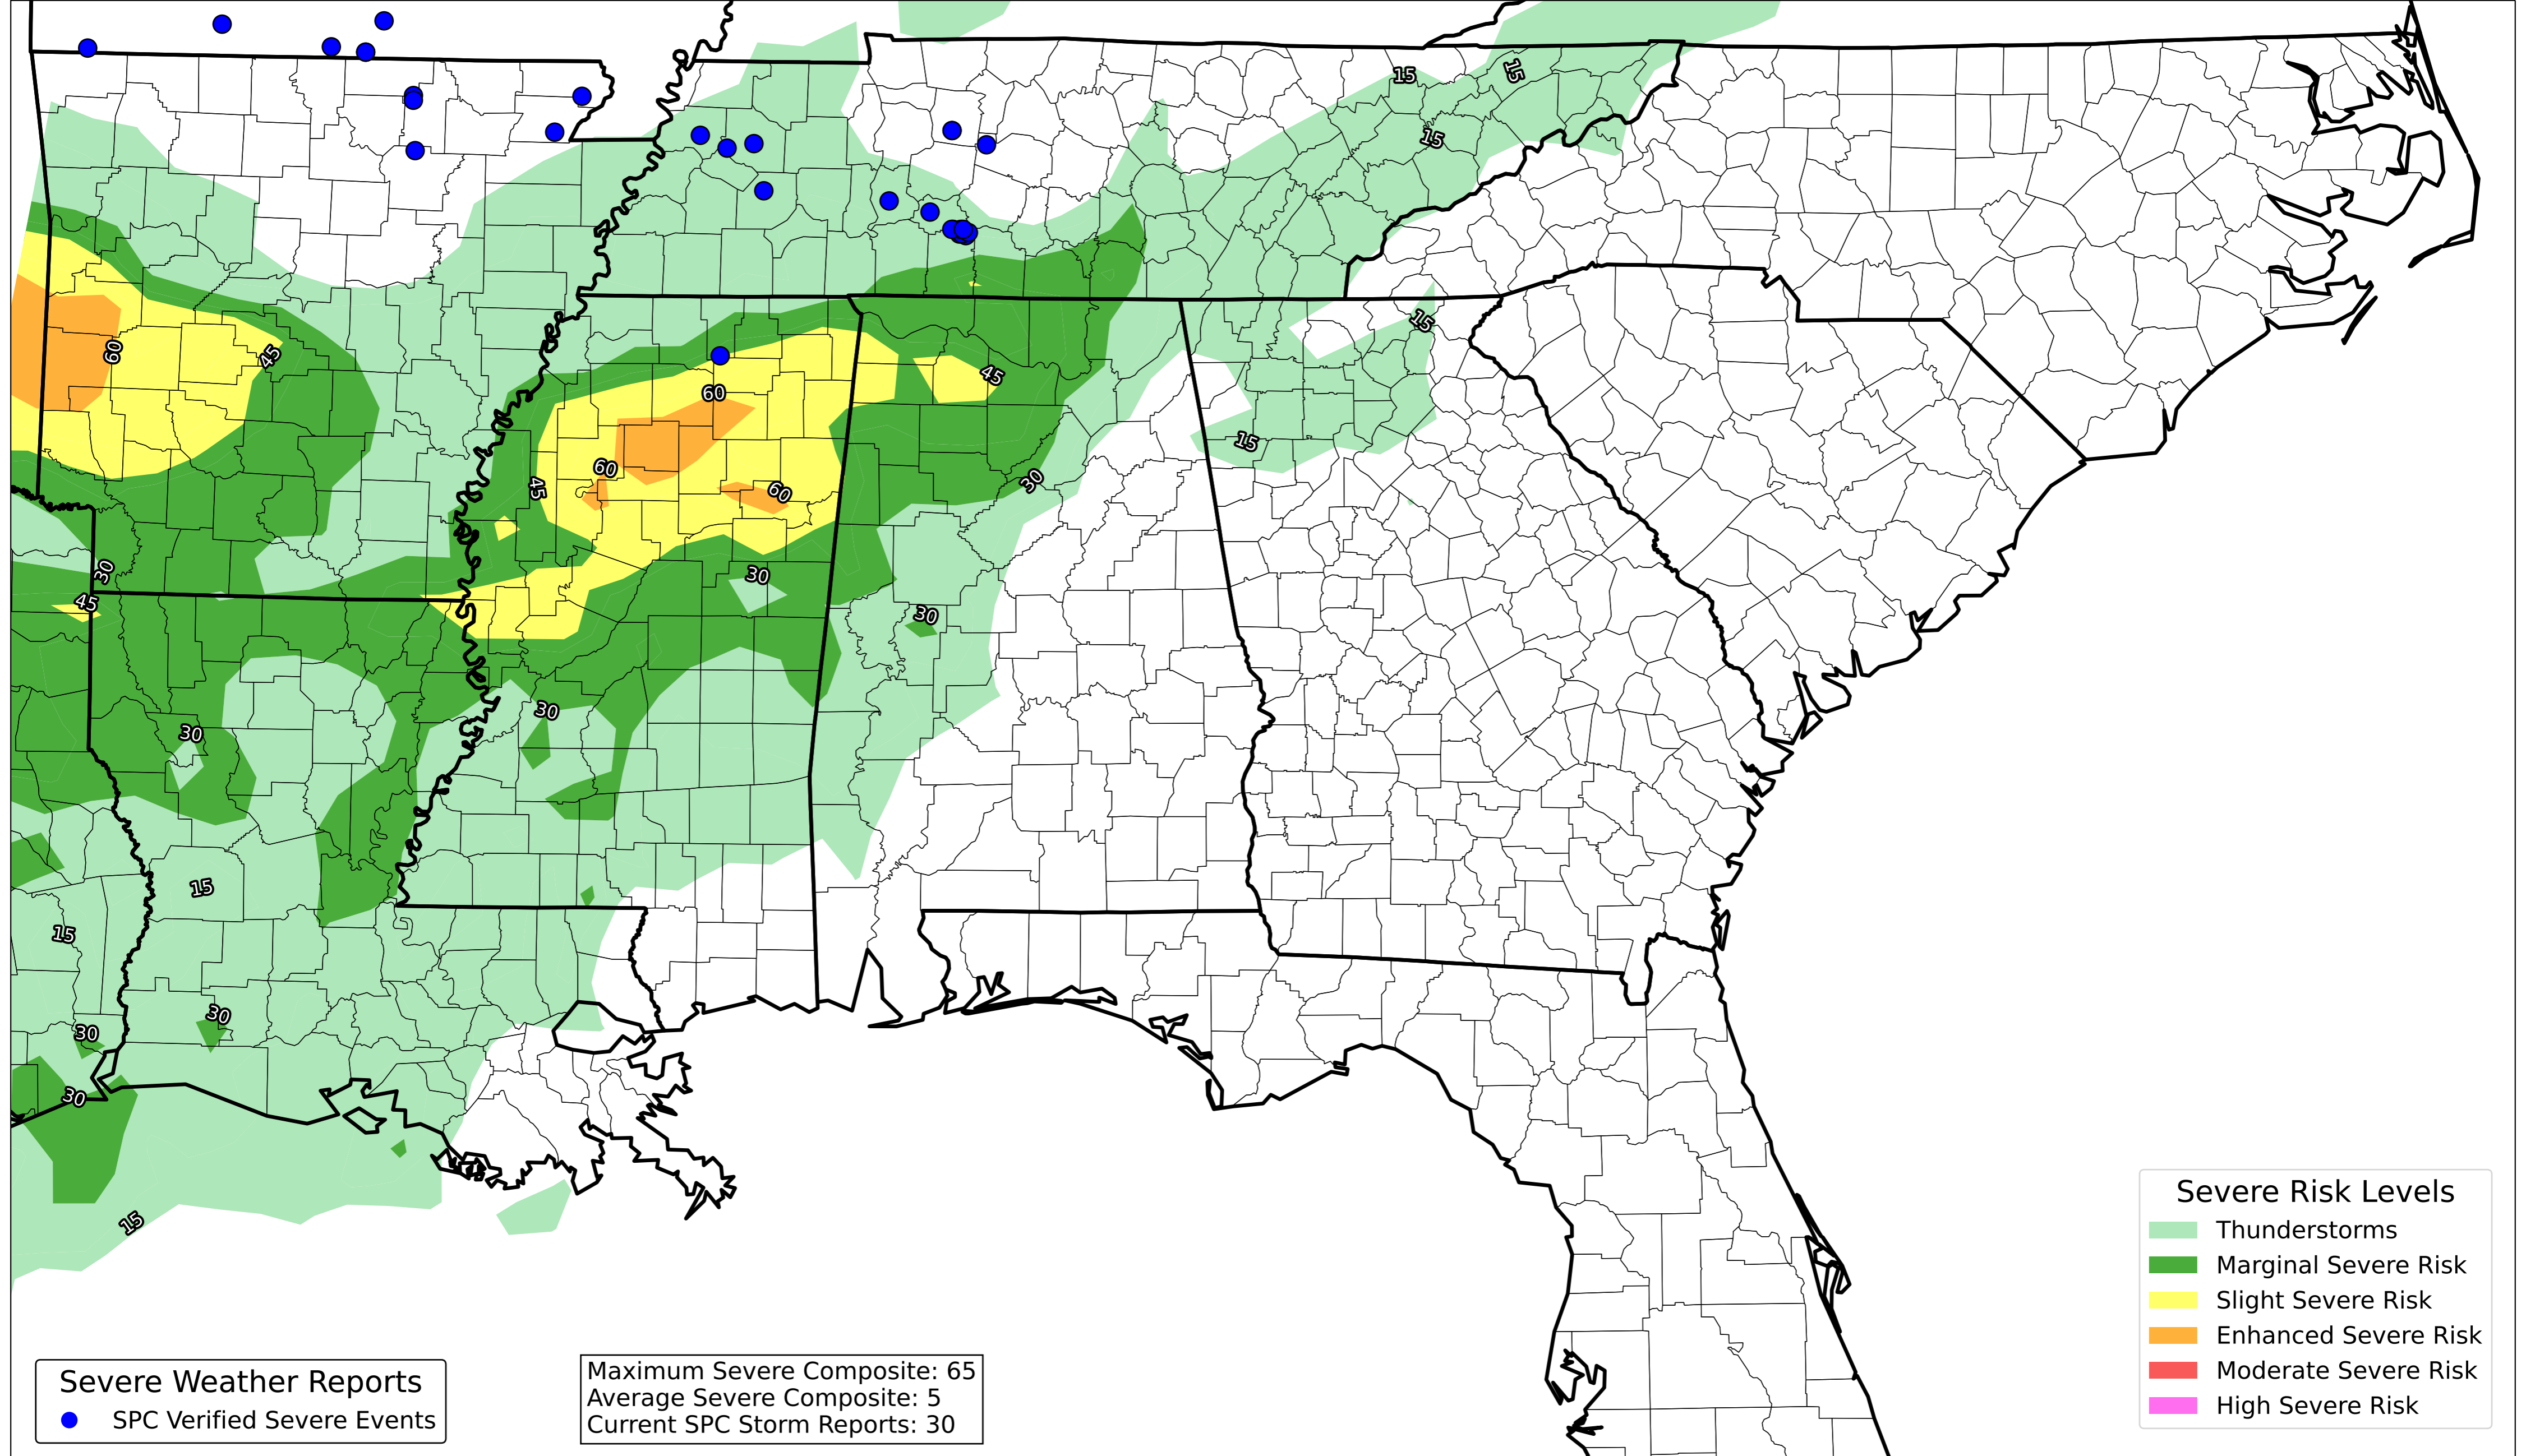 15
15
15
15
60
45
45
60
15
60
45
60
30
30
30
45
30
30
30
15
15
30
30
30
15
Severe Risk Levels
Thunderstorms
Marginal Severe Risk
Slight Severe Risk
Enhanced Severe Risk
Moderate Severe Risk
High Severe Risk
Severe Weather Reports
SPC Verified Severe Events
Maximum Severe Composite: 65
Average Severe Composite: 5
Current SPC Storm Reports: 30